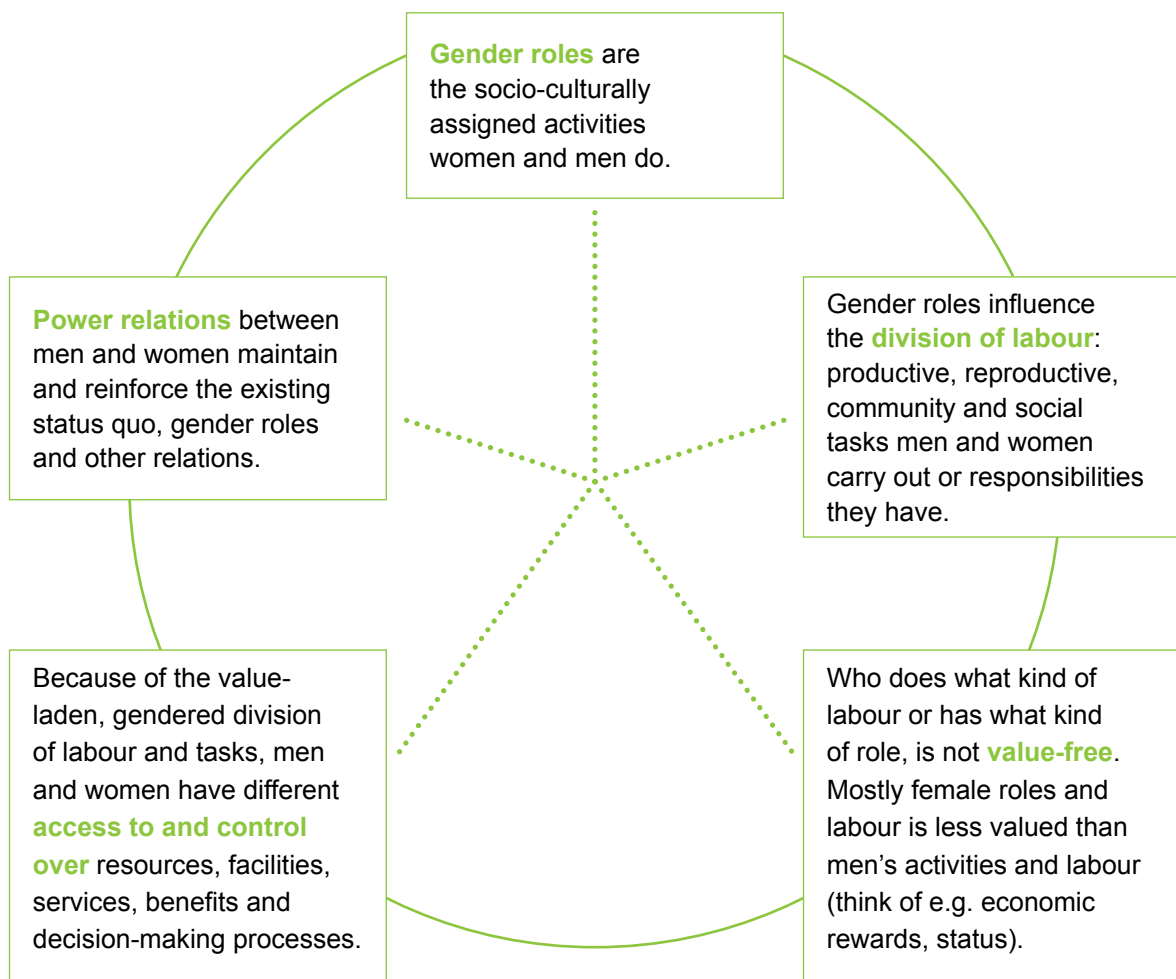 Gender roles are
the socio-culturally
assigned activities
women and men do.
Gender roles influence
the division of labour:
productive, reproductive,
community and social
tasks men and women
carry out or responsibilities
they have.
Who does what kind of
labour or has what kind
of role, is not value-free.
Mostly female roles and
labour is less valued than
men’s activities and labour
(think of e.g. economic
rewards, status).
Because of the value-
laden, gendered division
of labour and tasks, men
and women have different
access to and control
over resources, facilities,
services, benefits and
decision-making processes.
Power relations between
men and women maintain
and reinforce the existing
status quo, gender roles
and other relations.